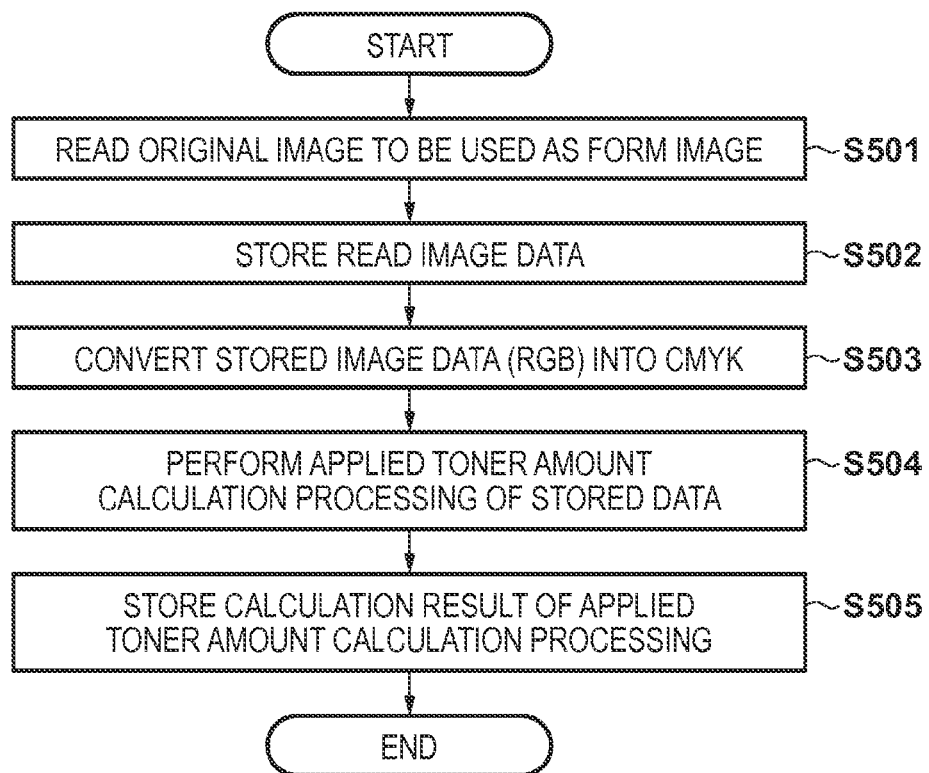 START
READ ORIGINAL IMAGE TO BE USED AS FORM IMAGE
S501
STORE READ IMAGE DATA
S502
CONVERT STORED IMAGE DATA (RGB) INTO CMYK
S503
PERFORM APPLIED TONER AMOUNT
CALCULATION PROCESSING OF STORED DATA
S504
STORE CALCULATION RESULT OF APPLIED
TONER AMOUNT CALCULATION PROCESSING
S505
END